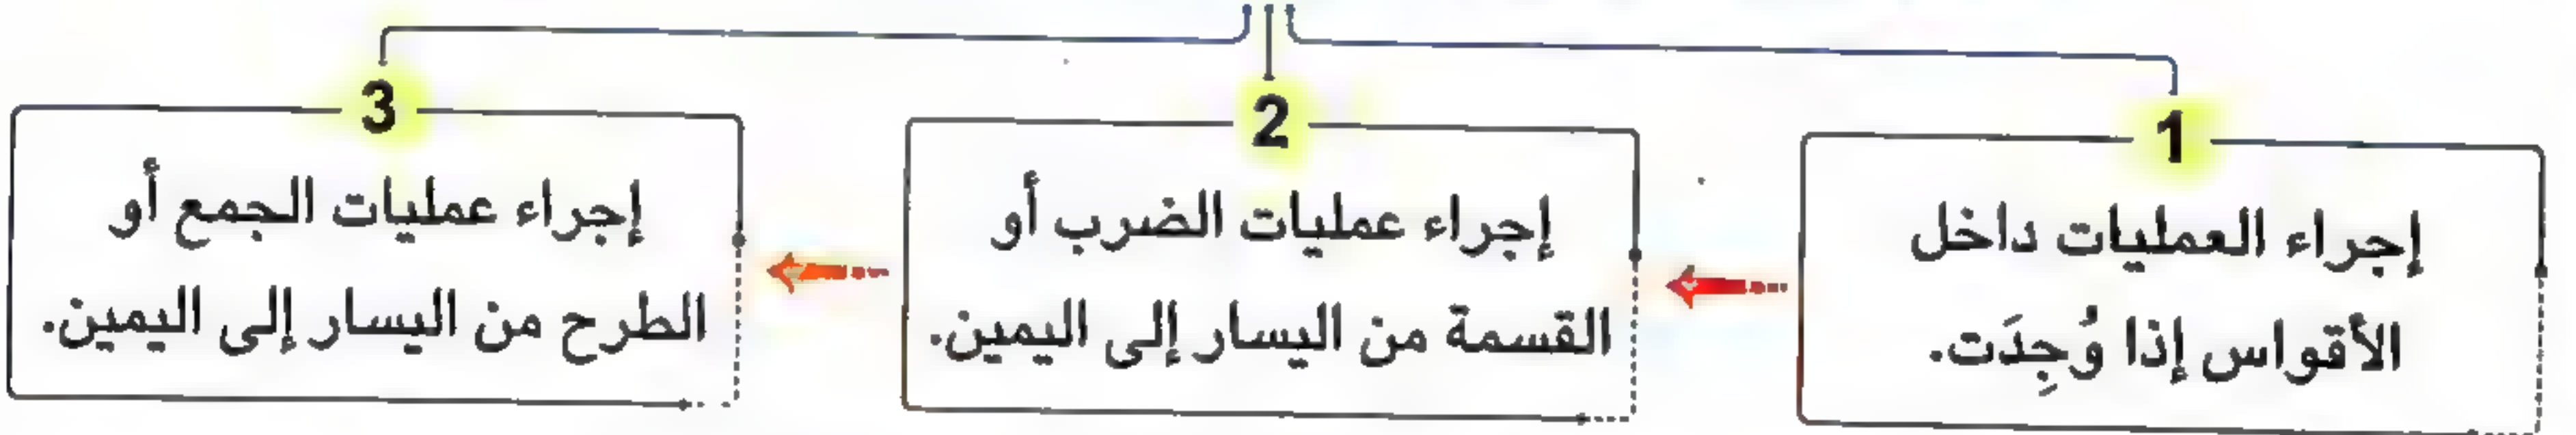 1
إجراء العمليات داخل
الأقواس إذا وُجِدَت.
2
إجراء عمليات الضرب أو
القسمة من اليسار إلى اليمين.
3
إجراء عمليات الجمع أو
الطرح من اليسار إلى اليمين.